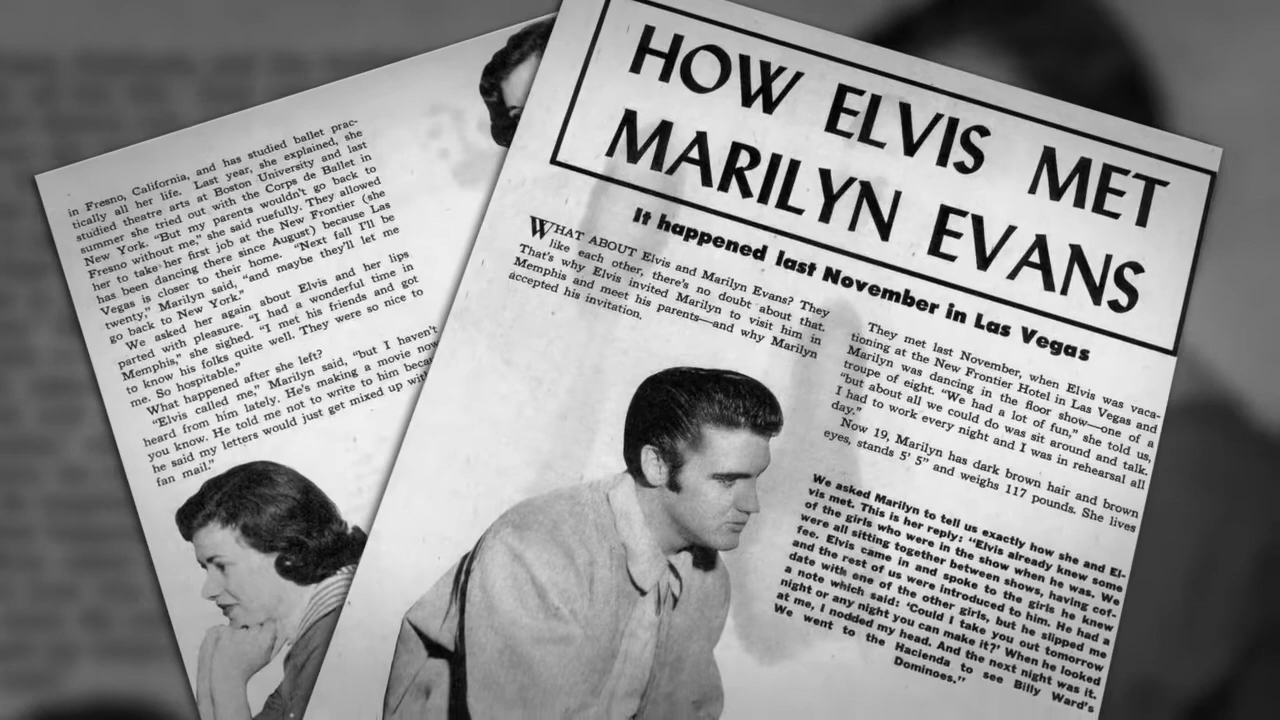 HOW ELVIS MET
MARILYN EVANS
It happened last November in Las Vegas
WHAT ABOUT Elvis and Marilyn Evans? They
like each other, there's no doubt about that.
That's why Elvis invited Marilyn to visit him in
Memphis and meet his parents—and why Marilyn
accepted his invitation.
They met last November, when Elvis was vaca-
tioning at the New Frontier Hotel in Las Vegas and
Marilyn was dancing in the floor show—one of a
troupe of eight. "We had a lot of fun," she told us,
"but about all we could do was sit around and talk.
I had to work every night and I was in rehearsal all
day."
Now 19, Marilyn has dark brown hair and brown
eyes, stands 5' 5" and weighs 117 pounds. She lives
We asked Marilyn to tell us exactly how she and El-
vis met. This is her reply: "Elvis already knew some
of the girls who were in the show when he was. We
were all sitting together between shows, having cof-
fee. Elvis came in and spoke to the girls he knew
and the rest of us were introduced to him. He had a
date with one of the other girls, but he slipped me
a note which said: 'Could I take you out tomorrow
night or any night you can make it?' When he looked
at me, I nodded my head. And the next night was it.
We went to the Hacienda to see Billy Ward's
Dominoes."
in Fresno, California, and has studied ballet prac-
tically all her life. Last year, she explained, she
studied theatre arts at Boston University and last
summer she tried out with the Corps de Ballet in
New York. "But my parents wouldn't go back to
Fresno without me," she said ruefully. They allowed
her to take her first job at the New Frontier (she
has been dancing there since August) because Las
Vegas is closer to their home. "Next fall I'll be
twenty," Marilyn said, "and maybe they'll let me
go back to New York."
We asked her again about Elvis and her lips
parted with pleasure. "I had a wonderful time in
Memphis," she sighed. "I met his friends and got
to know his folks quite well. They were so nice to
me. So hospitable."
What happened after she left?
"Elvis called me," Marilyn said, "but I haven't
heard from him lately. He's making a movie now
you know. He told me not to write to him becau
he said my letters would just get mixed up wi
fan mail."